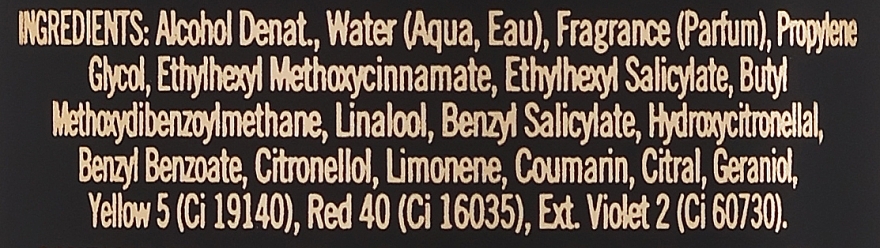 INGREDIENTS: Alcohol Denat., Water (Aqua, Eau), Fragrance (Parfum), Propylene
Glycol, Ethylhexyl Methoxycinnamate, Ethylhexyl Salicylate, Butyl
Methoxydibenzoylmethane, Linalool, Benzyl Salicylate, Hydroxycitronellal,
Benzyl Benzoate, Citronellol, Limonene, Coumarin, Citral, Geraniol,
Yellow 5 (Ci 19140), Red 40 (Ci 16035), Ext. Violet 2 (Ci 60730).